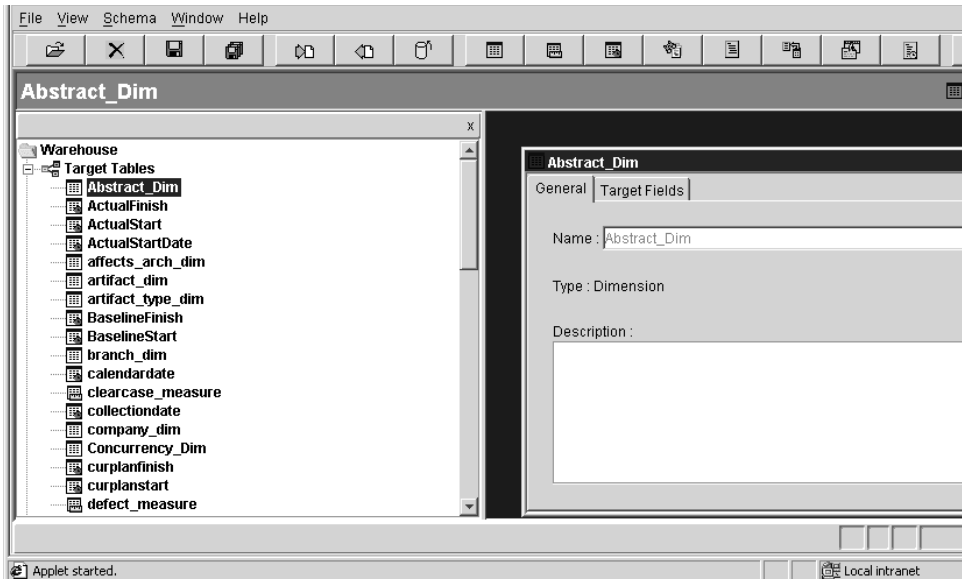 File View Schema Window Help
Abstract_Dim
x
Warehouse
Target Tables
Abstract_Dim
ActualFinish
ActualStart
ActualStartDate
affects_arch_dim
artifact_dim
artifact_type_dim
BaselineFinish
BaselineStart
branch_dim
calendardate
clearcase_measure
collectiondate
company_dim
Concurrency_Dim
curplanfinish
curplanstart
defect_measure
Abstract_Dim
General Target Fields
Name : Abstract_Dim
Type : Dimension
Description :
Applet started.
Local intranet